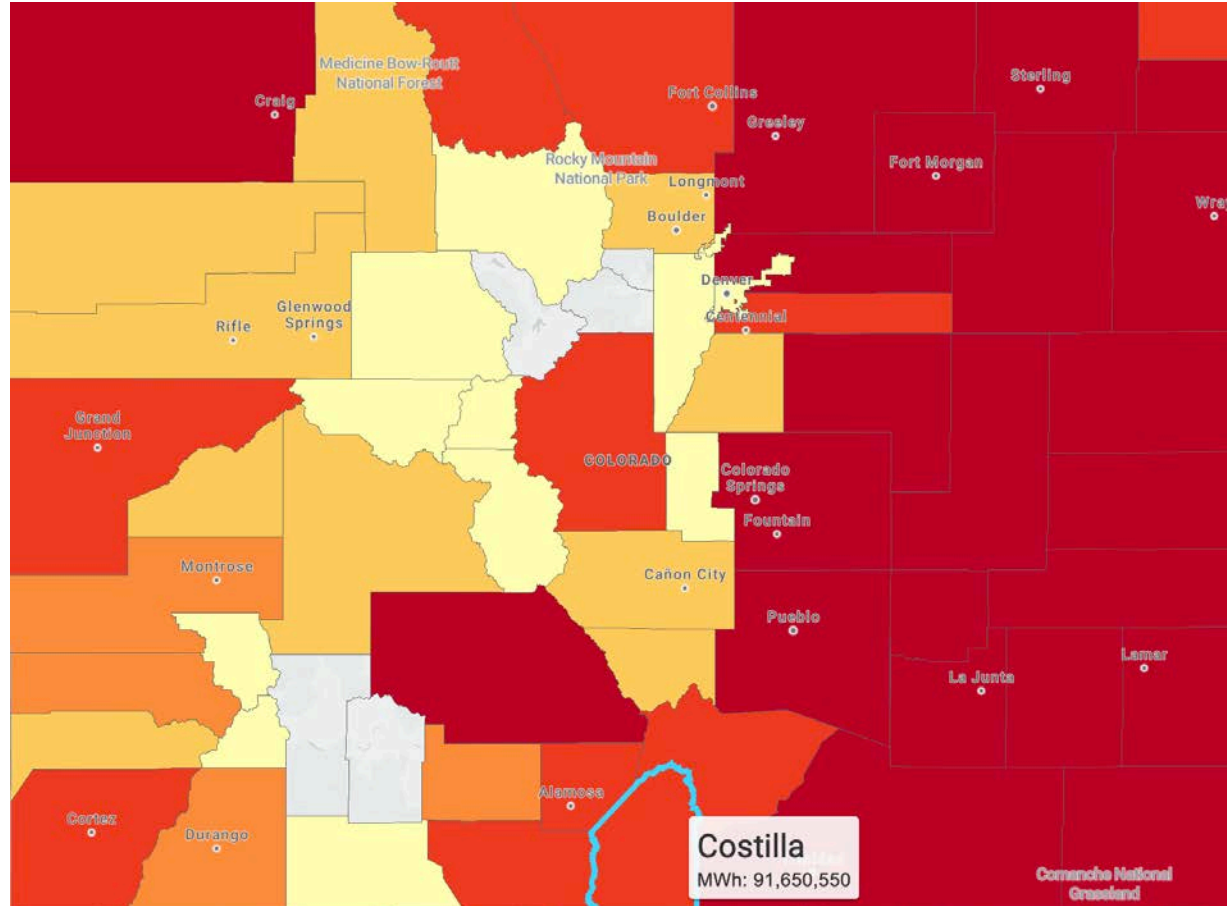 Medicine Bow-Routt
National Forest
Craig
Fort Collins
Sterling
Greeley
Rocky Mountain
National Park
Fort Morgan
Longmont
Wray
Boulder
Denver
Glenwood
Springs
Rifle
Centennial
Grand
Junction
COLORADO
Colorado
Springs
Fountain
Montrose
Cañon City
Pueblo
La Junta
Lamar
Alamosa
Cortez
Durango
Costilla
MWh: 91,650,550
Comanche National
Grassland